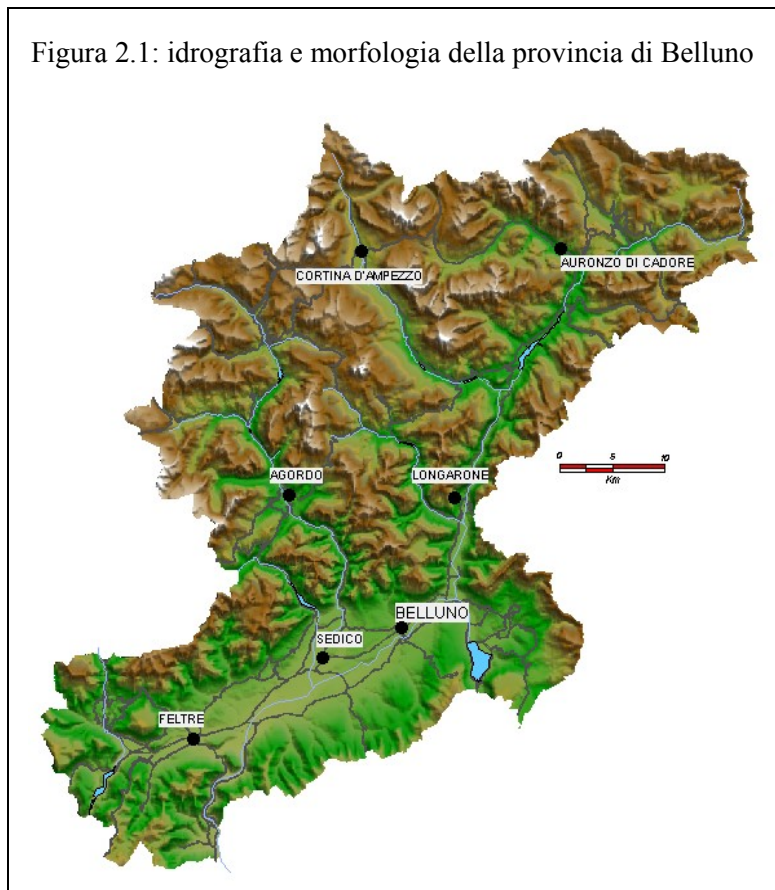 Figura 2.1: idrografia e morfologia della provincia di Belluno
CORTINA D'AMPEZZO
AURONZO DI CADORE
AGORDO
LONGARONE
0 5 10
Km
BELLUNO
SEDICO
FELTRE